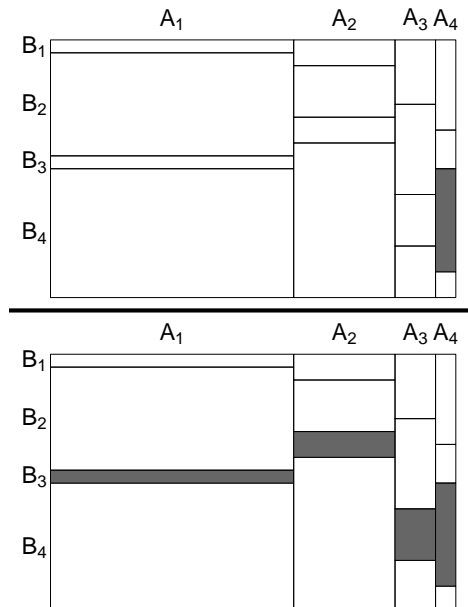 A₁ A₂ A₃ A₄
B₁
B₂
B₃
B₄
A₁ A₂ A₃ A₄
B₁
B₂
B₃
B₄